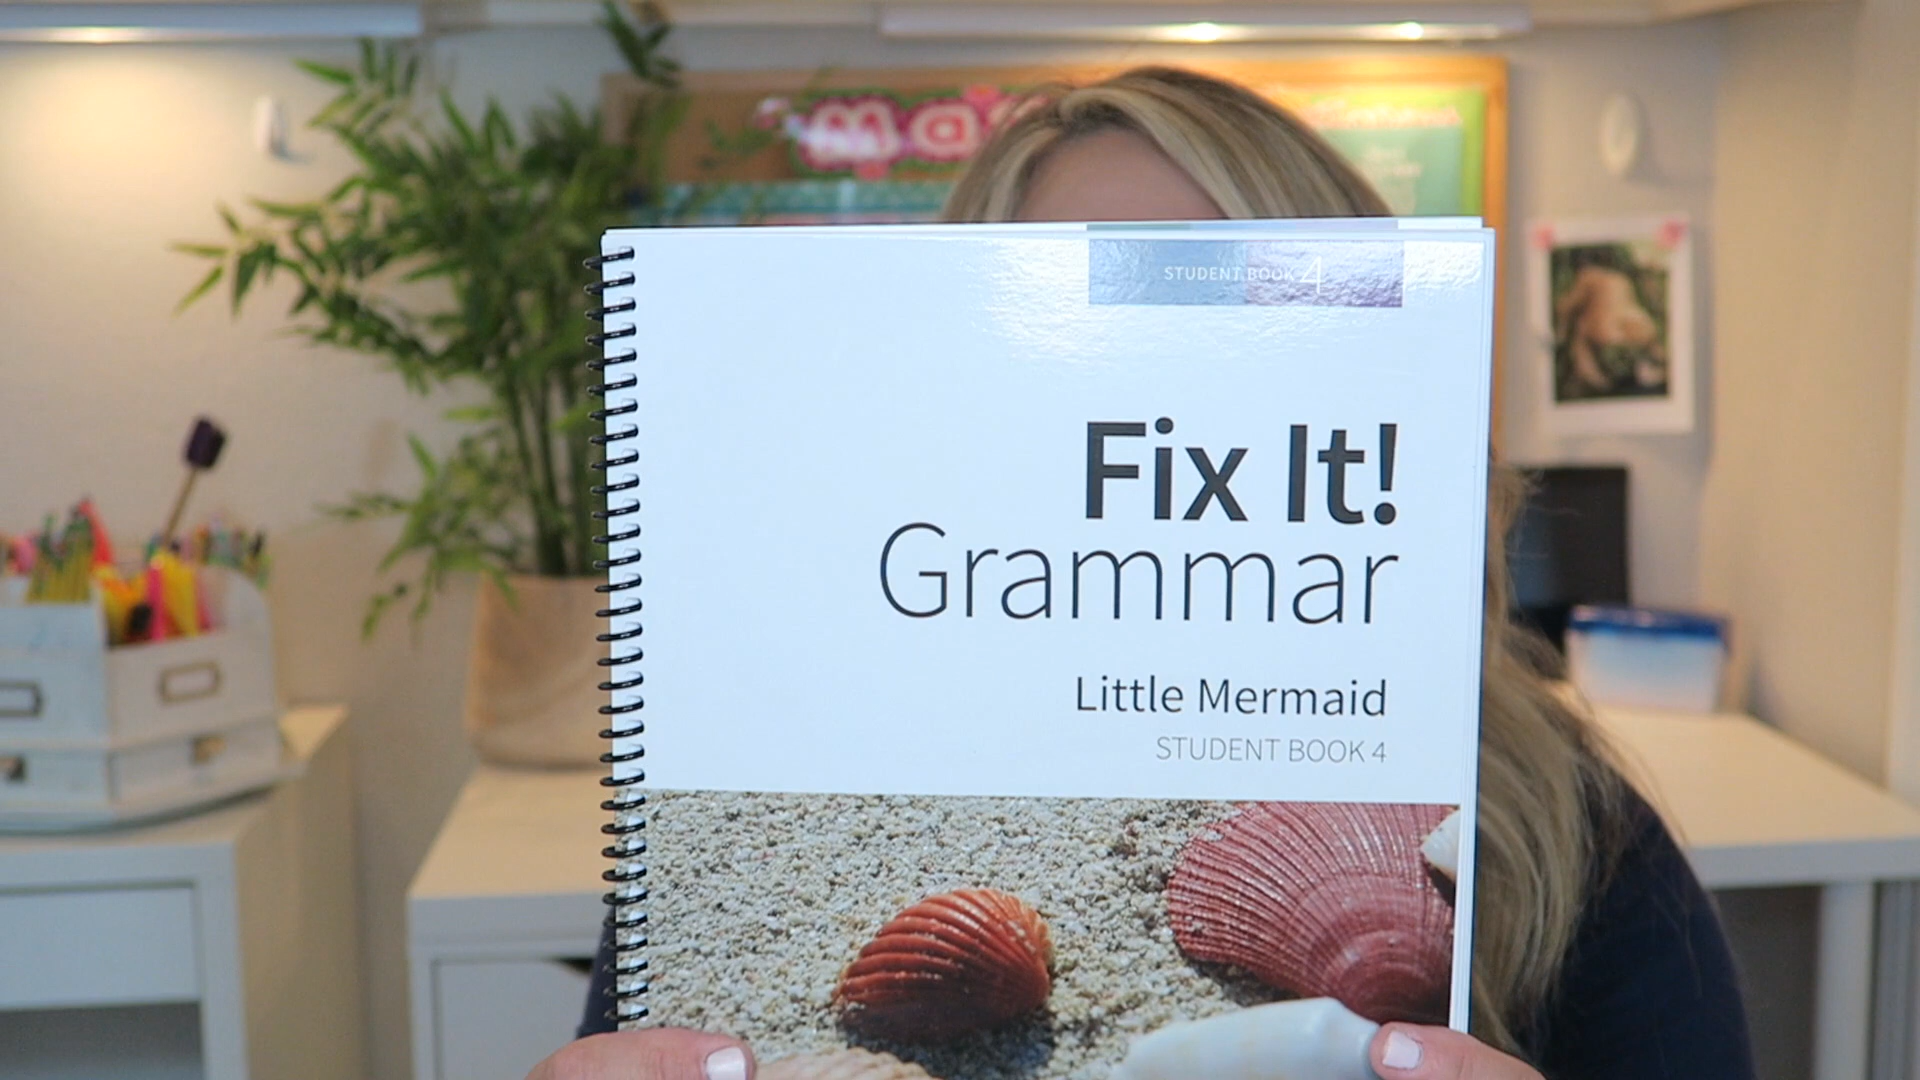 STUDENT BOOK 4
Fix It!
Grammar
Little Mermaid
STUDENT BOOK 4